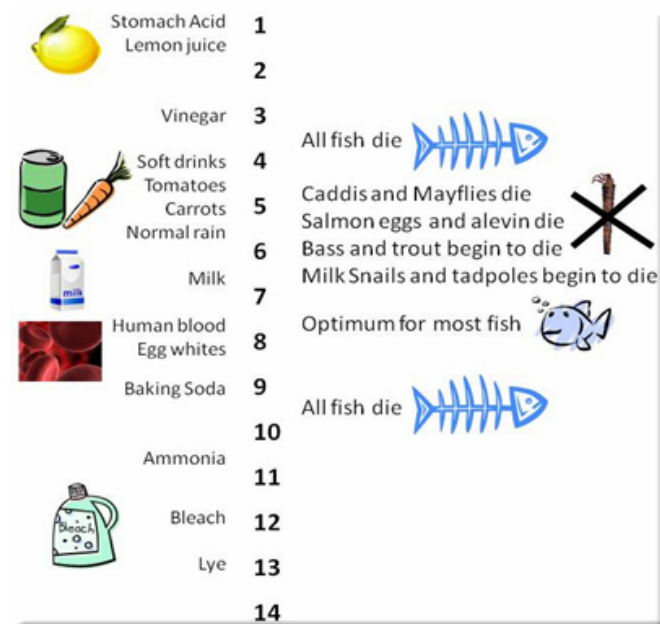 Stomach Acid
Lemon juice
1
2
Vinegar
3
All fish die
Soft drinks
4
Tomatoes
Carrots
5
Normal rain
Caddis and Mayflies die
Salmon eggs and alevin die
Bass and trout begin to die
Milk Snails and tadpoles begin to die
6
Milk
milk
7
Human blood
Egg whites
8
Optimum for most fish
Baking Soda
9
All fish die
10
Ammonia
11
Bleach
Bleach
12
Lye
13
14